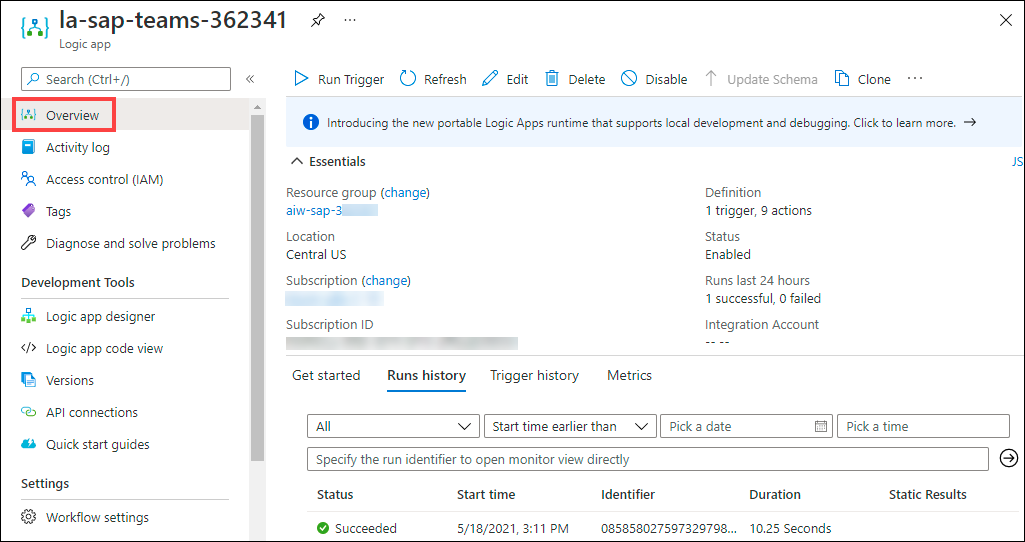 la-sap-teams-362341
Logic app
Search (Ctrl+/)
Overview
Activity log
Access control (IAM)
Tags
Diagnose and solve problems
Development Tools
Logic app designer
Logic app code view
Versions
API connections
Quick start guides
Settings
Workflow settings
Run Trigger Refresh Edit Delete Disable Update Schema Clone
Introducing the new portable Logic Apps runtime that supports local development and debugging. Click to learn more. →
Essentials
JS
Resource group (change)
aiw-sap-3
Location
Central US
Subscription (change)
Subscription ID
Definition
1 trigger, 9 actions
Status
Enabled
Runs last 24 hours
1 successful, 0 failed
Integration Account
-- --
Get started Runs history Trigger history Metrics
All Start time earlier than Pick a date Pick a time
Specify the run identifier to open monitor view directly
Status Start time Identifier Duration Static Results
Succeeded 5/18/2021, 3:11 PM 085858027597329798... 10.25 Seconds